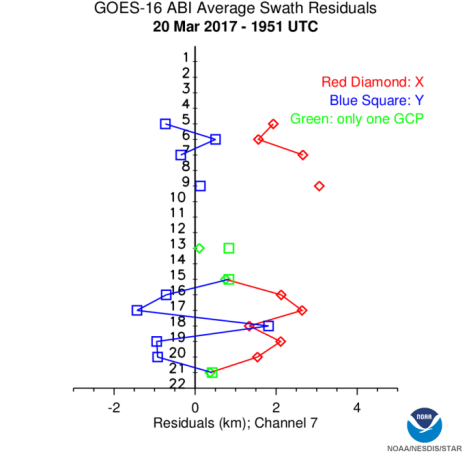 GOES-16 ABI Average Swath Residuals
20 Mar 2017 - 1951 UTC
1
2
3
4
5
6
7
8
9
10
11
12
13
14
15
16
17
18
19
20
21
22
Red Diamond: X
Blue Square: Y
Green: only one GCP
-2 0 2 4
Residuals (km); Channel 7
NOAA
NOAA/NESDIS/STAR